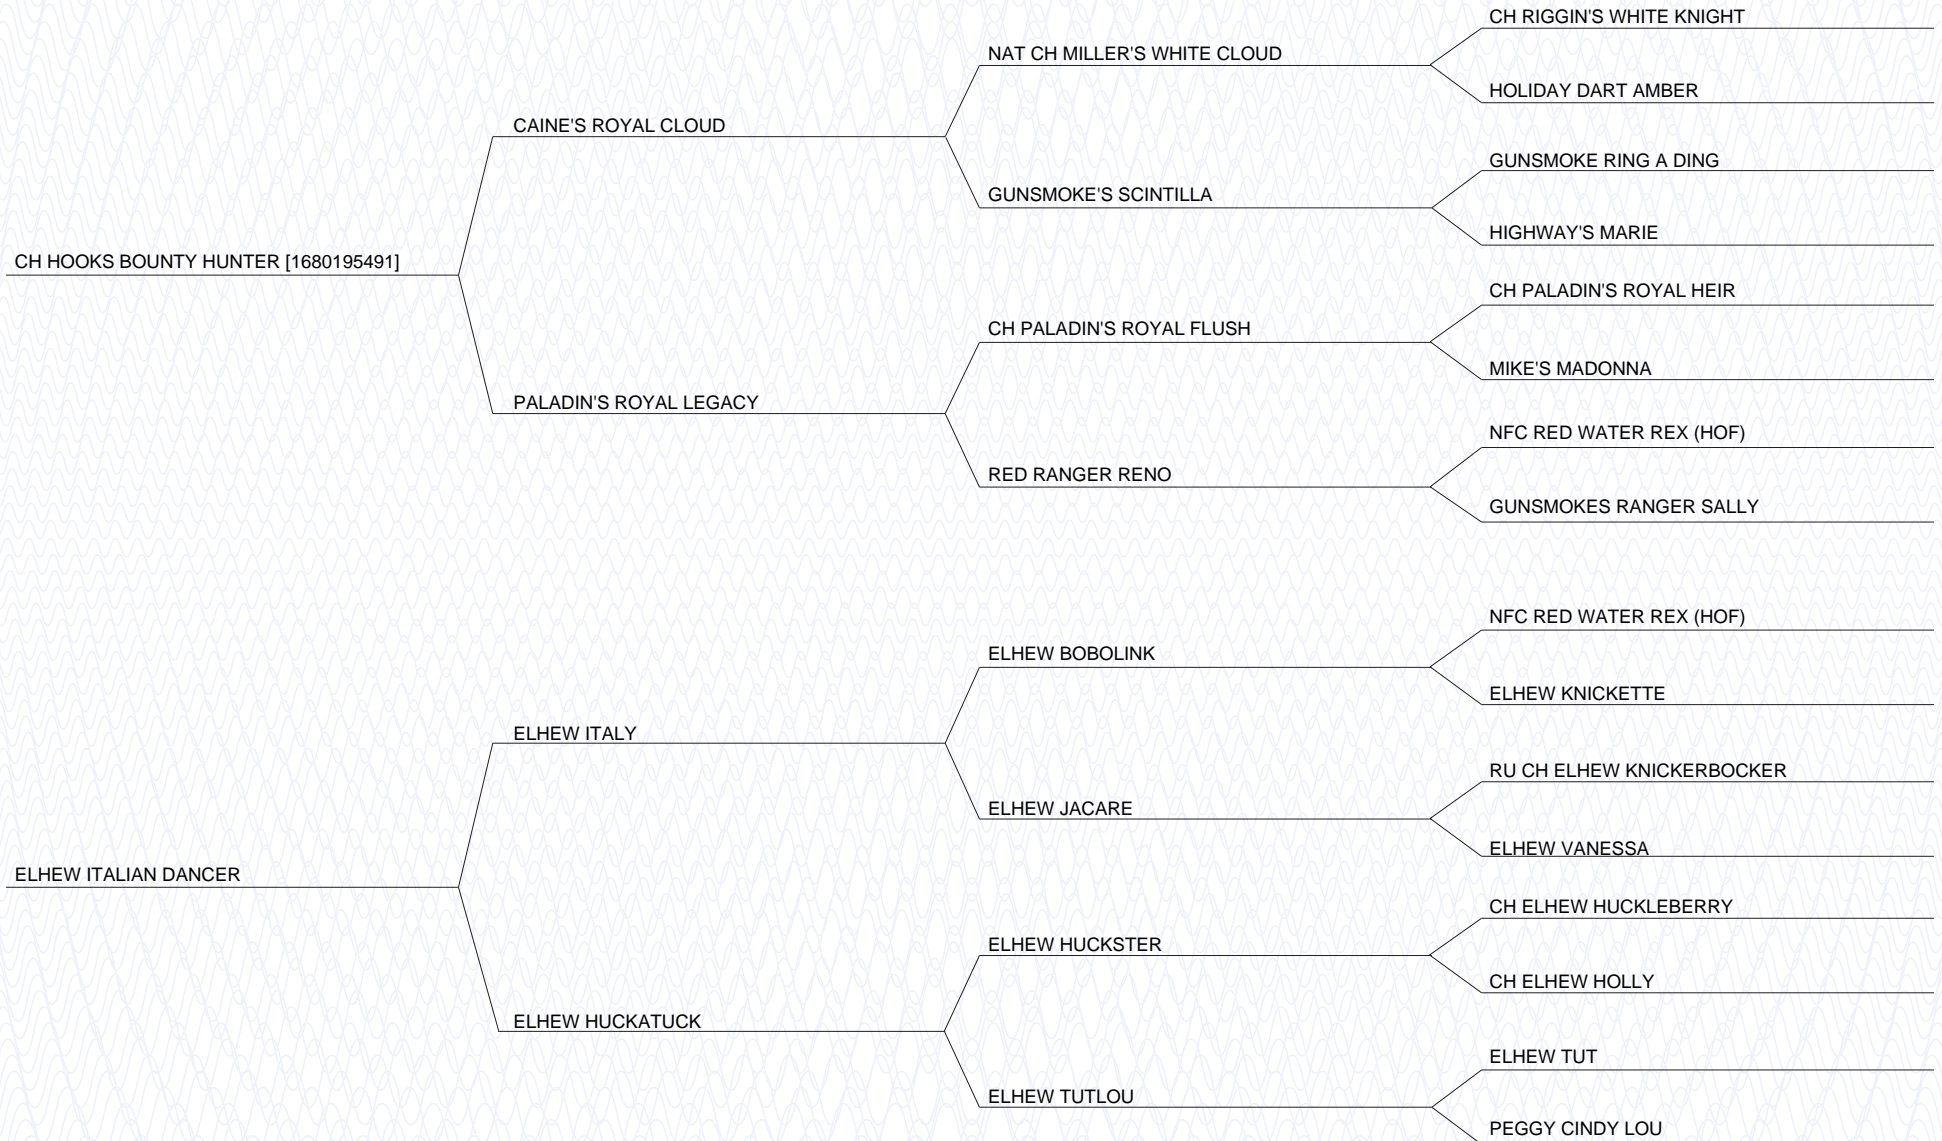 CH RIGGIN'S WHITE KNIGHT
NAT CH MILLER'S WHITE CLOUD
HOLIDAY DART AMBER
CAINE'S ROYAL CLOUD
GUNSMOKE RING A DING
GUNSMOKE'S SCINTILLA
HIGHWAY'S MARIE
CH HOOKS BOUNTY HUNTER [1680195491]
CH PALADIN'S ROYAL HEIR
CH PALADIN'S ROYAL FLUSH
MIKE'S MADONNA
PALADIN'S ROYAL LEGACY
NFC RED WATER REX (HOF)
RED RANGER RENO
GUNSMOKES RANGER SALLY
NFC RED WATER REX (HOF)
ELHEW BOBOLINK
ELHEW KNICKETTE
ELHEW ITALY
RU CH ELHEW KNICKERBOCKER
ELHEW JACARE
ELHEW VANESSA
ELHEW ITALIAN DANCER
CH ELHEW HUCKLEBERRY
ELHEW HUCKSTER
CH ELHEW HOLLY
ELHEW HUCKATUCK
ELHEW TUT
ELHEW TUTLOU
PEGGY CINDY LOU